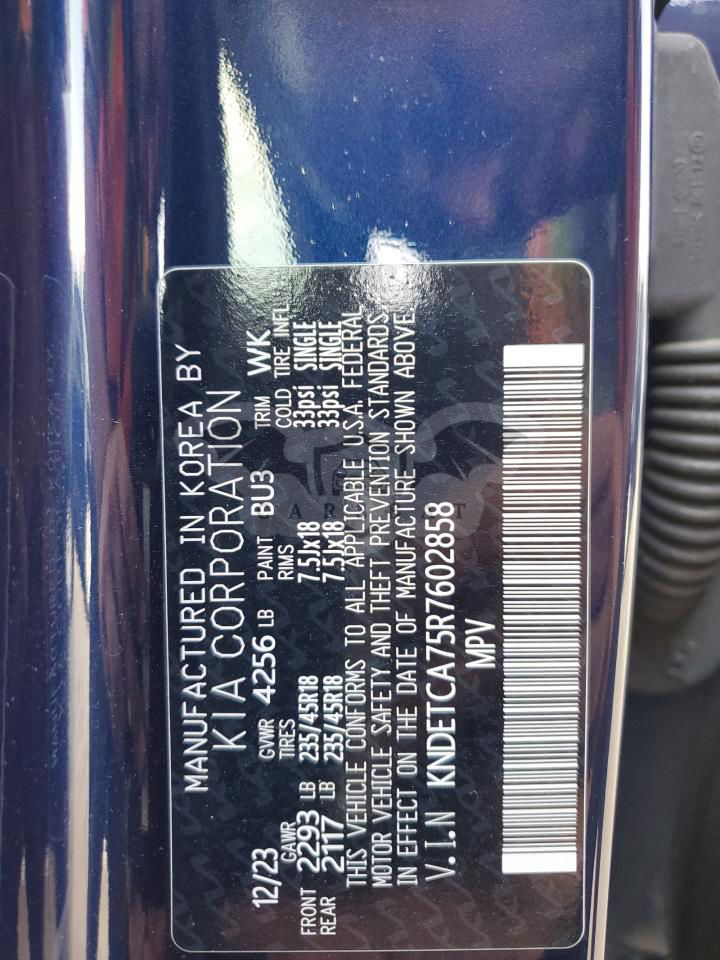 MANUFACTURED IN KOREA BY
KIA CORPORATION
12/23 GVWR 4256 LB PAINT BU3 TRIM WK
GAWR TIRES RIMS COLD TIRE INFL
FRONT 2293 LB 235/45R18 7.5Jx18 33psi SINGLE
REAR 2117 LB 235/45R18 7.5Jx18 33psi SINGLE
THIS VEHICLE CONFORMS TO ALL APPLICABLE U.S.A. FEDERAL
MOTOR VEHICLE SAFETY AND THEFT PREVENTION STANDARDS
IN EFFECT ON THE DATE OF MANUFACTURE SHOWN ABOVE
V.I.N KNDETCA75R7602858
MPV